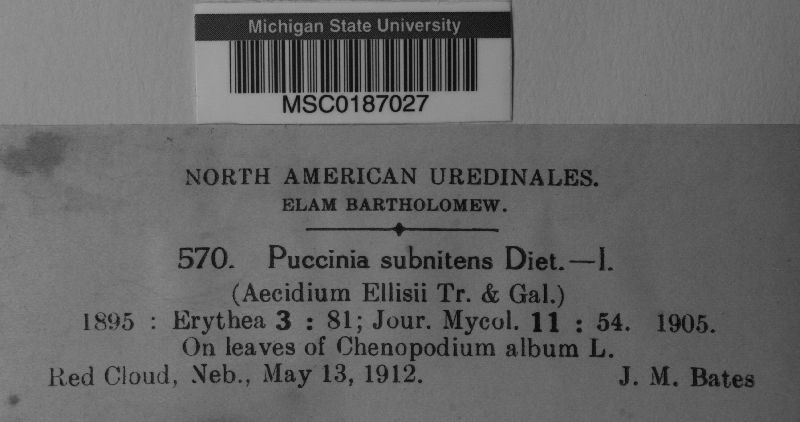 Michigan State University
MSC0187027
NORTH AMERICAN UREDINALES.
ELAM BARTHOLOMEW.
570. Puccinia subnitens Diet.—I.
(Aecidium Ellisii Tr. & Gal.)
1895 : Erythea 3 : 81; Jour. Mycol. 11 : 54. 1905.
On leaves of Chenopodium album L.
Red Cloud, Neb., May 13, 1912. J. M. Bates